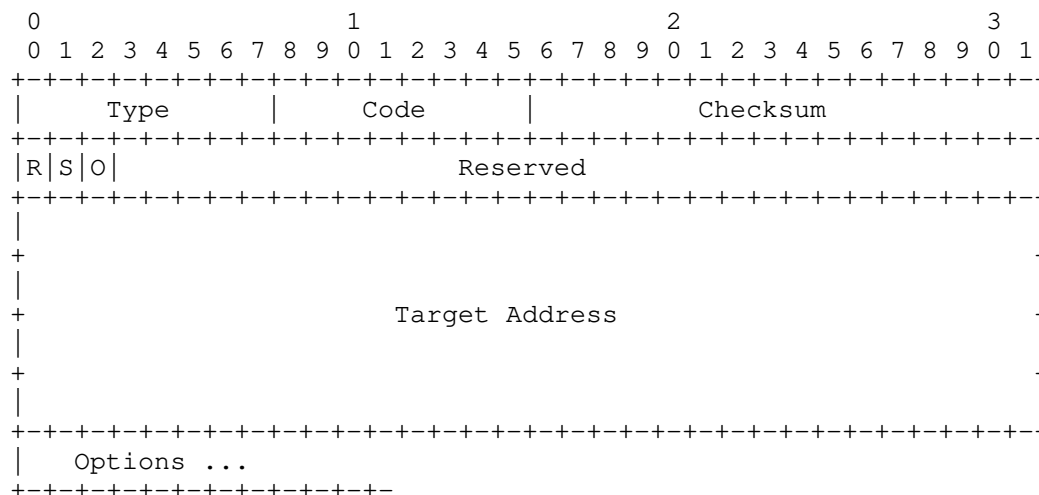 0                   1                   2                   3
 0 1 2 3 4 5 6 7 8 9 0 1 2 3 4 5 6 7 8 9 0 1 2 3 4 5 6 7 8 9 0 1
+-+-+-+-+-+-+-+-+-+-+-+-+-+-+-+-+-+-+-+-+-+-+-+-+-+-+-+-+-+-+-+-
|     Type      |     Code      |          Checksum
+-+-+-+-+-+-+-+-+-+-+-+-+-+-+-+-+-+-+-+-+-+-+-+-+-+-+-+-+-+-+-+-
|R|S|O|                     Reserved
+-+-+-+-+-+-+-+-+-+-+-+-+-+-+-+-+-+-+-+-+-+-+-+-+-+-+-+-+-+-+-+-
|
+                                                               -
|
+                       Target Address                          -
|
+                                                               -
|
+-+-+-+-+-+-+-+-+-+-+-+-+-+-+-+-+-+-+-+-+-+-+-+-+-+-+-+-+-+-+-+-
|   Options ...
+-+-+-+-+-+-+-+-+-+-+-+-